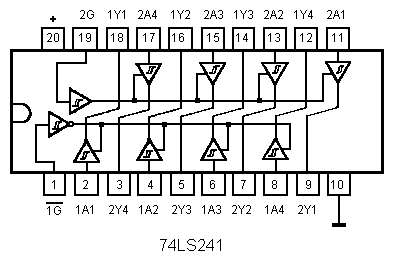 + 2G 1Y1 2A4 1Y2 2A3 1Y3 2A2 1Y4 2A1
20 19 18 17 16 15 14 13 12 11
1 2 3 4 5 6 7 8 9 10
1G 1A1 2Y4 1A2 2Y3 1A3 2Y2 1A4 2Y1
74LS241